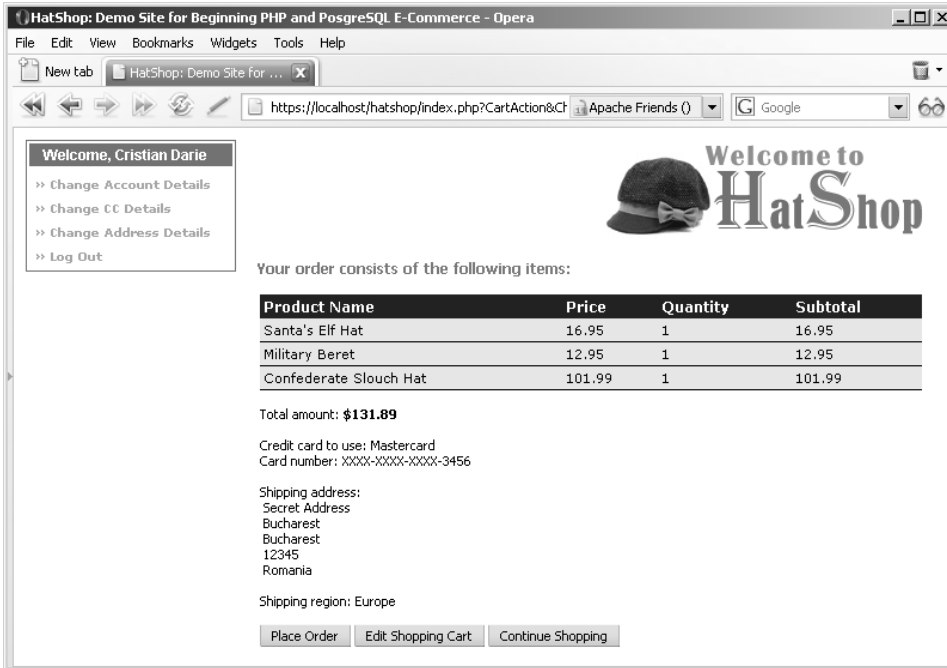 HatShop: Demo Site for Beginning PHP and PosgreSQL E-Commerce - Opera
File Edit View Bookmarks Widgets Tools Help
New tab HatShop: Demo Site for ... X
https://localhost/hatshop/index.php?CartAction&Ch Apache Friends () G Google
Welcome, Cristian Darie
» Change Account Details
» Change CC Details
» Change Address Details
» Log Out
Welcome to
HatShop
Your order consists of the following items:
Product Name Price Quantity Subtotal
Santa's Elf Hat 16.95 1 16.95
Military Beret 12.95 1 12.95
Confederate Slouch Hat 101.99 1 101.99
Total amount: $131.89
Credit card to use: Mastercard
Card number: XXXX-XXXX-XXXX-3456
Shipping address:
Secret Address
Bucharest
Bucharest
12345
Romania
Shipping region: Europe
Place Order Edit Shopping Cart Continue Shopping